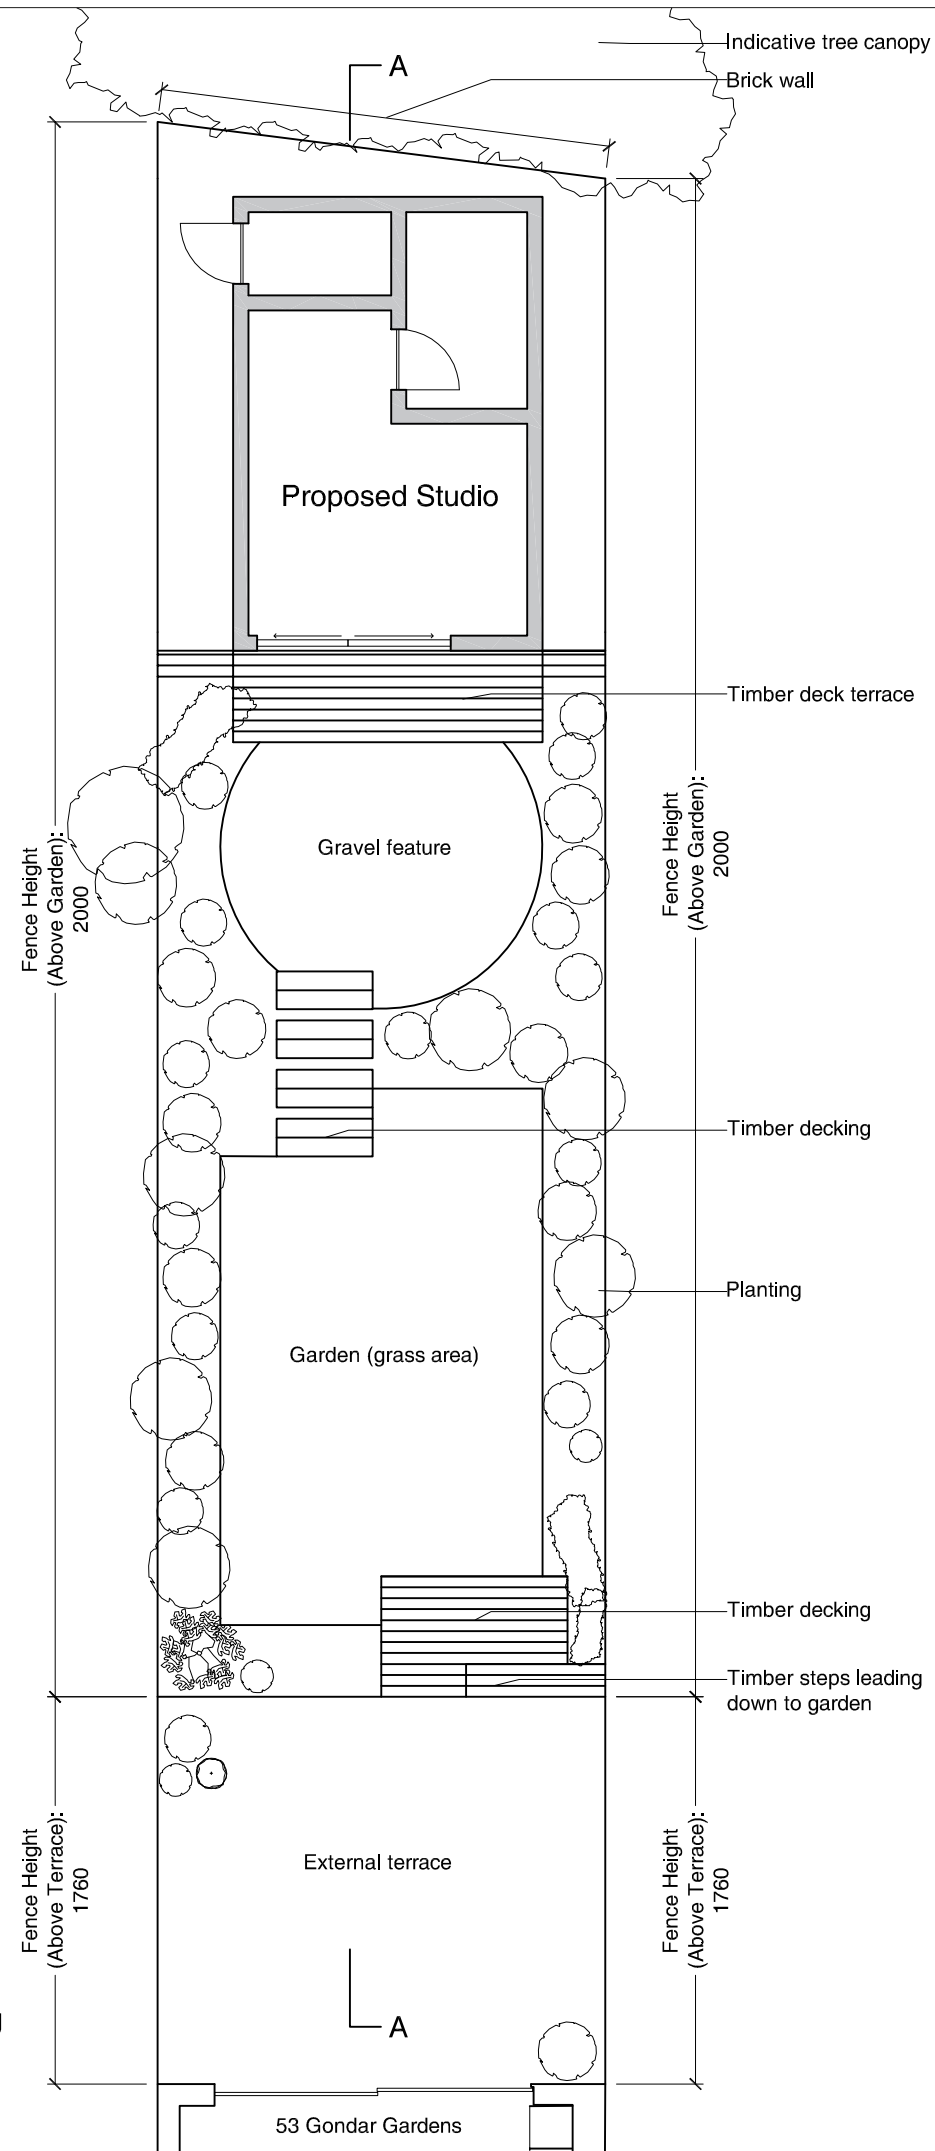 Indicative tree canopy
A
Brick wall
Proposed Studio
Timber deck terrace
Fence Height
(Above Garden):
2000
Gravel feature
Fence Height
(Above Garden):
2000
Timber decking
Planting
Garden (grass area)
Timber decking
Timber steps leading
down to garden
Fence Height
(Above Terrace):
1760
External terrace
Fence Height
(Above Terrace):
1760
A
53 Gondar Gardens